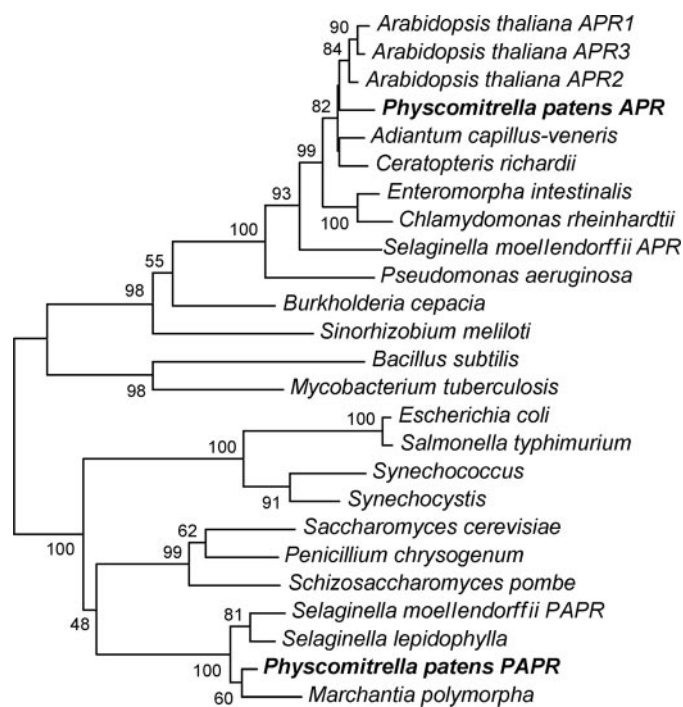 90
Arabidopsis thaliana APR1
84
Arabidopsis thaliana APR3
Arabidopsis thaliana APR2
82
Physcomitrella patens APR
Adiantum capillus-veneris
99
Ceratopteris richardii
93
Enteromorpha intestinalis
100
Chlamydomonas rheinhardtii
100
Selaginella moellendorffii APR
55
Pseudomonas aeruginosa
98
Burkholderia cepacia
Sinorhizobium meliloti
Bacillus subtilis
98
Mycobacterium tuberculosis
100
Escherichia coli
100
Salmonella typhimurium
Synechococcus
91
Synechocystis
62
Saccharomyces cerevisiae
100
99
Penicillium chrysogenum
Schizosaccharomyces pombe
48
81
Selaginella moellendorffii PAPR
Selaginella lepidophylla
100
Physcomitrella patens PAPR
60
Marchantia polymorpha